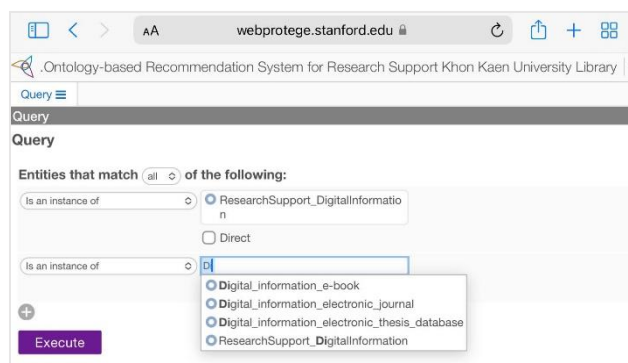 AA webprotege.stanford.edu
.Ontology-based Recommendation System for Research Support Khon Kaen University Library
Query
Query
Query
Entities that match all of the following:
Is an instance of ResearchSupport_DigitalInformatio
n
Direct
Is an instance of Di
Digital_information_e-book
Digital_information_electronic_journal
Digital_information_electronic_thesis_database
ResearchSupport_DigitalInformation
Execute